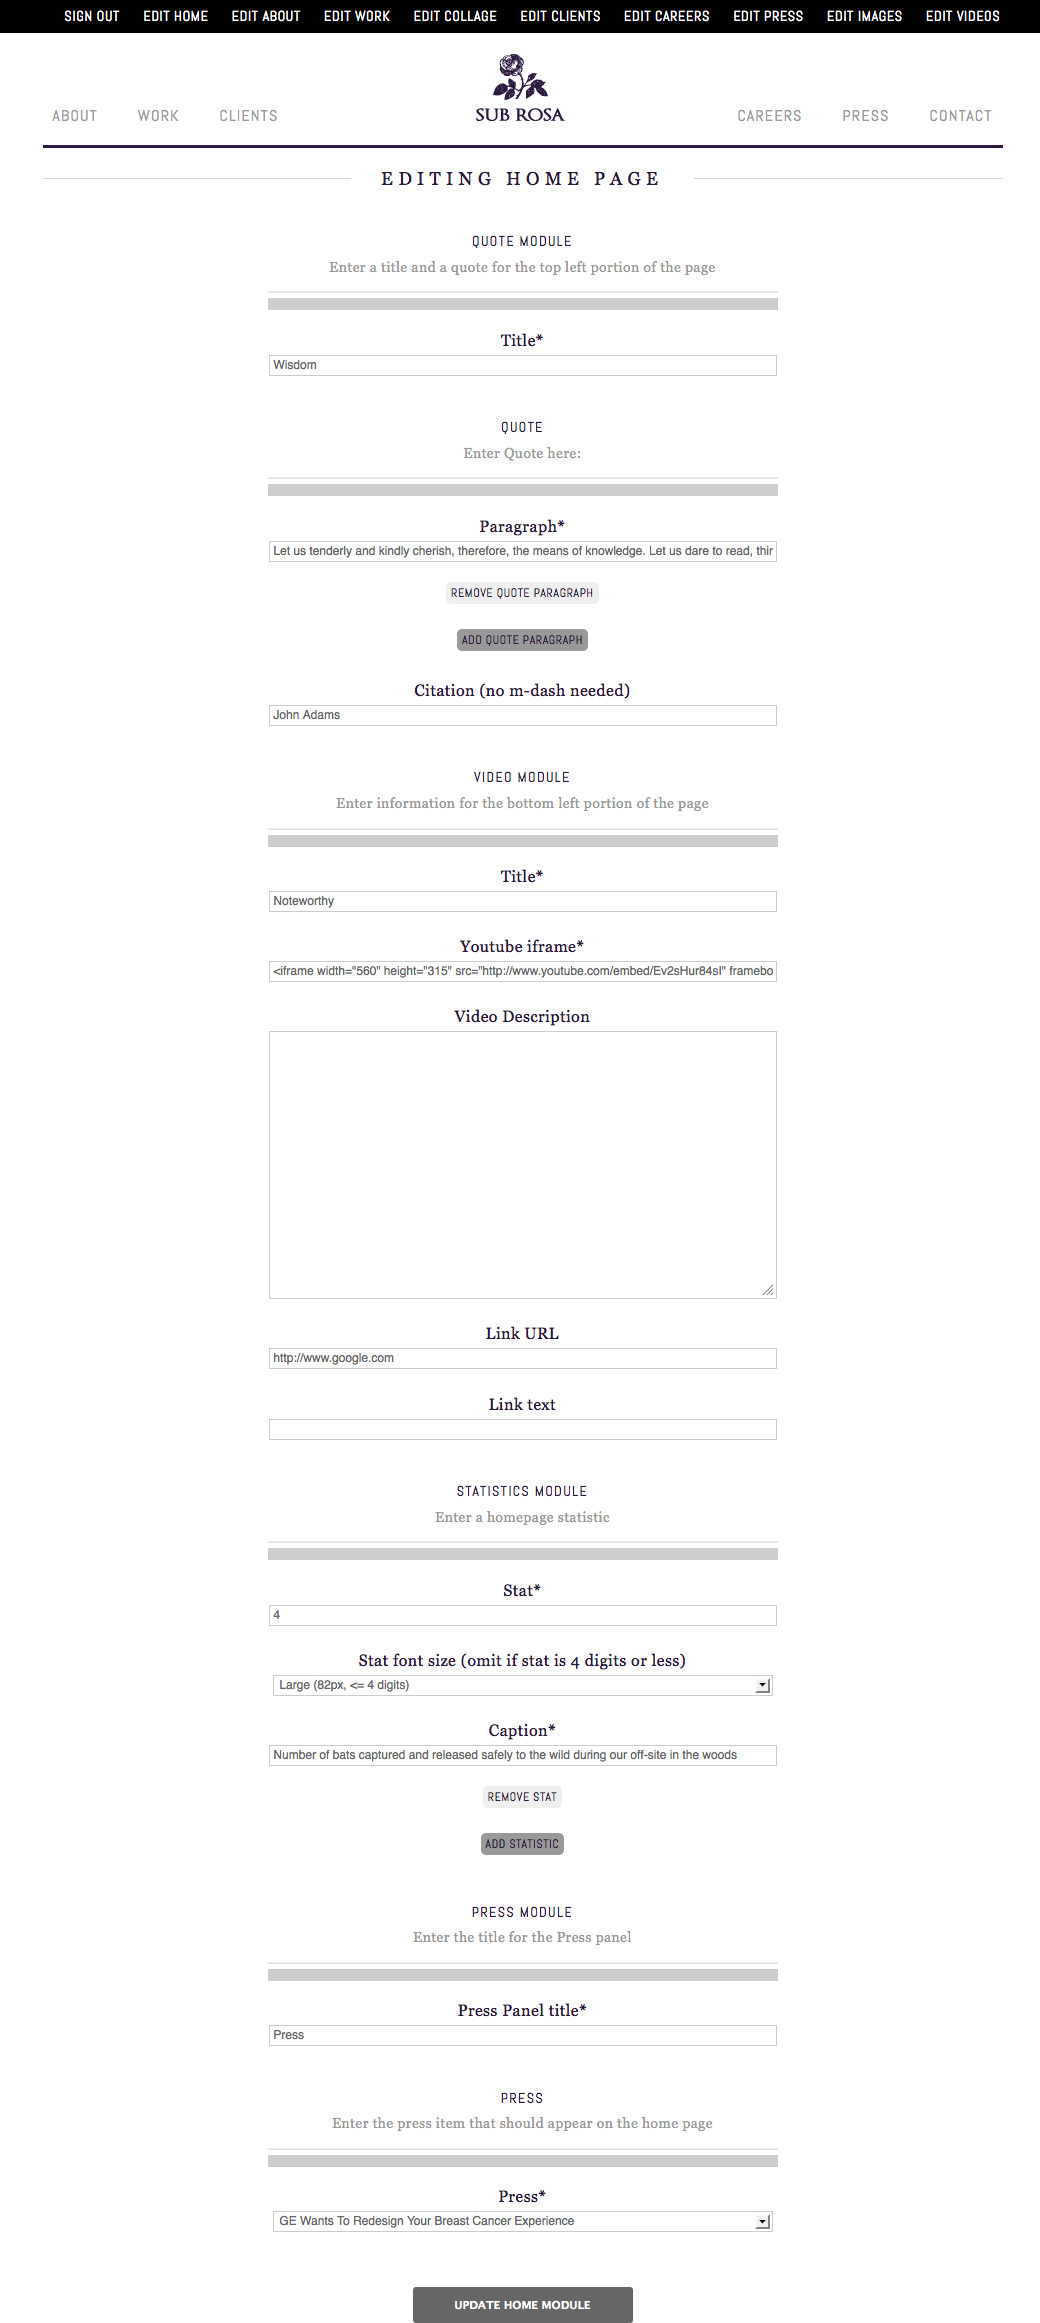 SIGN OUT EDIT HOME EDIT ABOUT EDIT WORK EDIT COLLAGE EDIT CLIENTS EDIT CAREERS EDIT PRESS EDIT IMAGES EDIT VIDEOS
ABOUT WORK CLIENTS SUB ROSA CAREERS PRESS CONTACT
EDITING HOME PAGE
QUOTE MODULE
Enter a title and a quote for the top left portion of the page
Title*
Wisdom
QUOTE
Enter Quote here:
Paragraph*
Let us tenderly and kindly cherish, therefore, the means of knowledge. Let us dare to read, thin
REMOVE QUOTE PARAGRAPH
ADD QUOTE PARAGRAPH
Citation (no m-dash needed)
John Adams
VIDEO MODULE
Enter information for the bottom left portion of the page
Title*
Noteworthy
Youtube iframe*
<iframe width="560" height="315" src="http://www.youtube.com/embed/Ev2sHur84sI" framebo
Video Description
Link URL
http://www.google.com
Link text
STATISTICS MODULE
Enter a homepage statistic
Stat*
4
Stat font size (omit if stat is 4 digits or less)
Large (82px, <= 4 digits)
Caption*
Number of bats captured and released safely to the wild during our off-site in the woods
REMOVE STAT
ADD STATISTIC
PRESS MODULE
Enter the title for the Press panel
Press Panel title*
Press
PRESS
Enter the press item that should appear on the home page
Press*
GE Wants To Redesign Your Breast Cancer Experience
UPDATE HOME MODULE